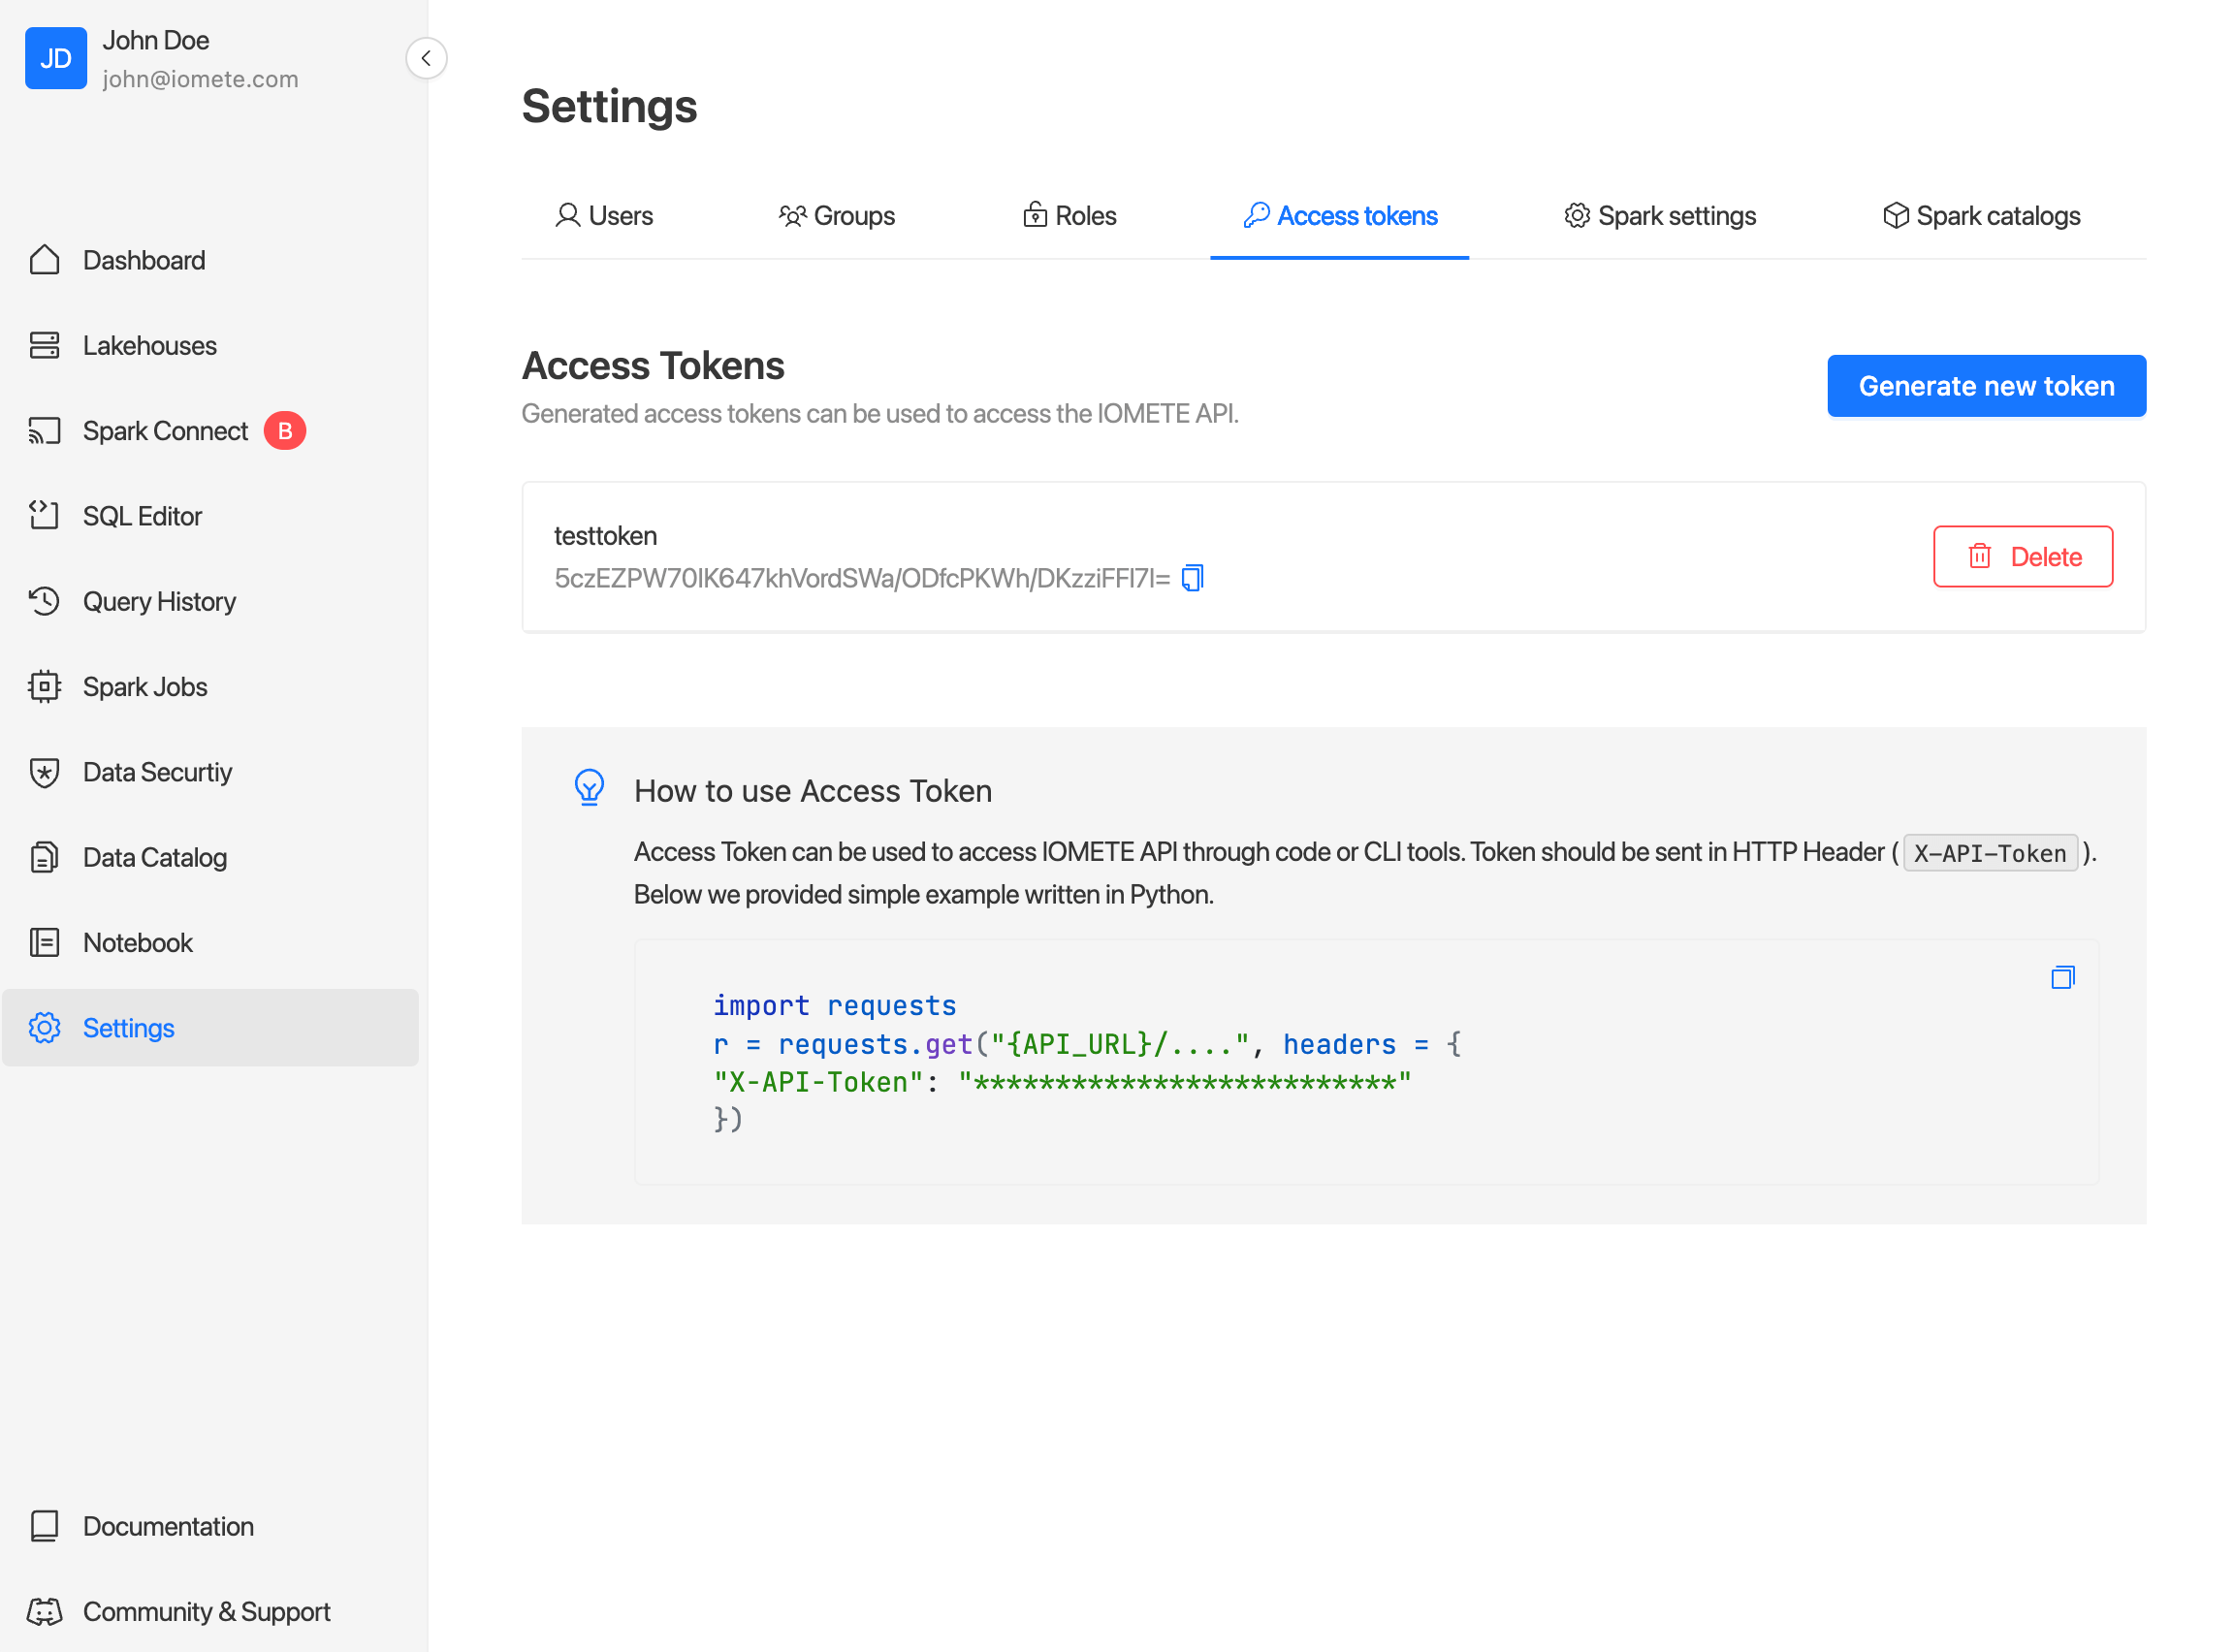 JD
John Doe
john@iomete.com
Dashboard
Lakehouses
Spark Connect B
SQL Editor
Query History
Spark Jobs
Data Securtiy
Data Catalog
Notebook
Settings
Documentation
Community & Support
Settings
Users Groups Roles Access tokens Spark settings Spark catalogs
Access Tokens
Generated access tokens can be used to access the IOMETE API.
Generate new token
testtoken
5czEZPW70IK647khVordSWa/ODfcPKWh/DKzziFFI7I=
Delete
How to use Access Token
Access Token can be used to access IOMETE API through code or CLI tools. Token should be sent in HTTP Header ( X-API-Token ).
Below we provided simple example written in Python.
import requests
r = requests.get("{API_URL}/....", headers = {
"X-API-Token": "**************************"
})